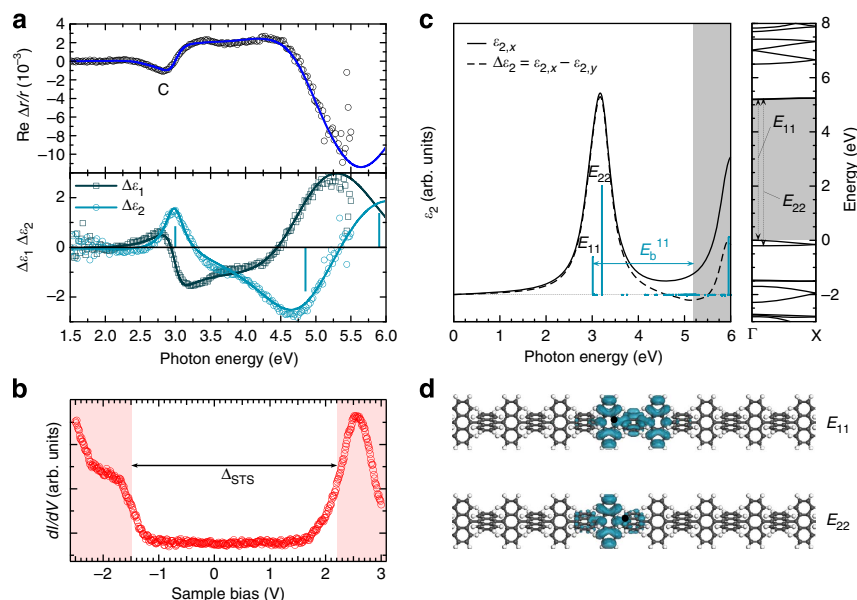 a
4
2
0
−2
−4
−6
−8
−10
Re Δr/r (10⁻³)
C
2
0
−2
Δε₁ Δε₂
Δε₁
Δε₂
1.5 2.0 2.5 3.0 3.5 4.0 4.5 5.0 5.5 6.0
Photon energy (eV)
b
dI/dV (arb. units)
Δ_STS
−2 −1 0 1 2 3
Sample bias (V)
c
ε₂,ₓ
Δε₂ = ε₂,ₓ − ε₂,ᵧ
ε₂ (arb. units)
E₂₂
E₁₁
E_b¹¹
0 1 2 3 4 5 6
Photon energy (eV)
E₁₁
E₂₂
8
6
4
2
0
−2
Energy (eV)
Γ X
d
E₁₁
E₂₂